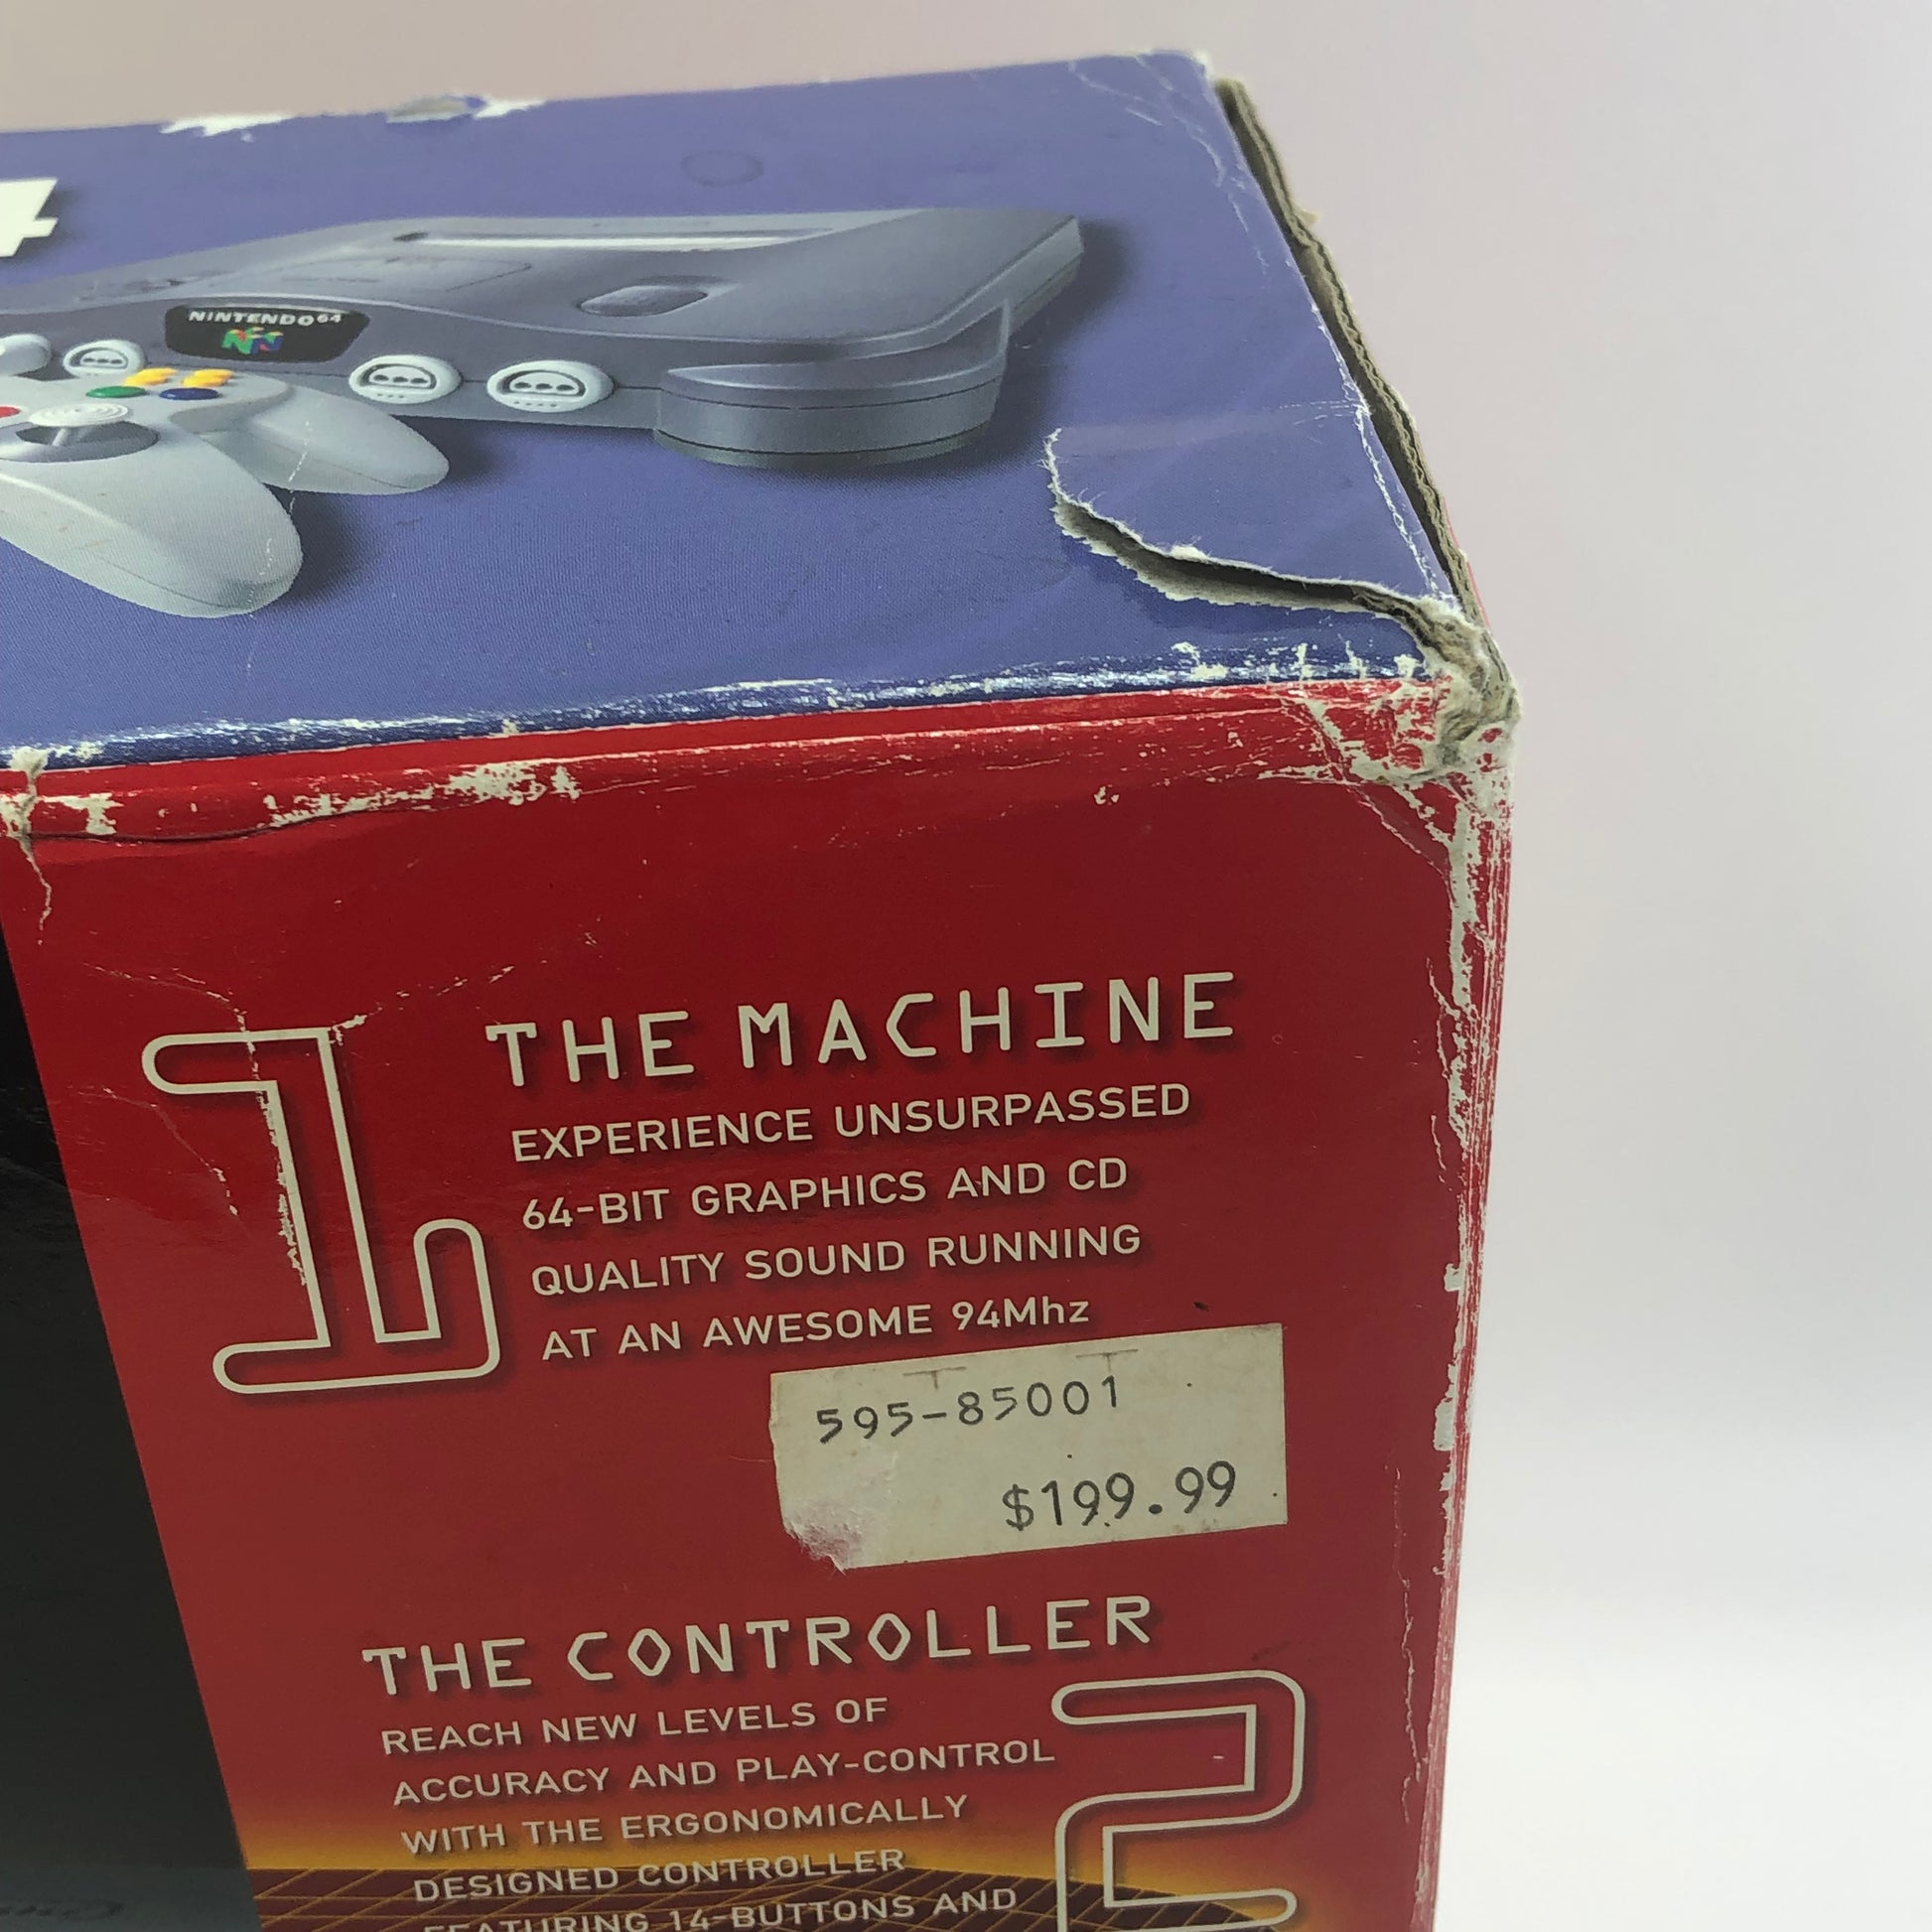 4
NINTENDO64
1
THE MACHINE
EXPERIENCE UNSURPASSED
64-BIT GRAPHICS AND CD
QUALITY SOUND RUNNING
AT AN AWESOME 94Mhz
595-85001
$199.99
THE CONTROLLER
2
REACH NEW LEVELS OF
ACCURACY AND PLAY-CONTROL
WITH THE ERGONOMICALLY
DESIGNED CONTROLLER
FEATURING 14-BUTTONS AND